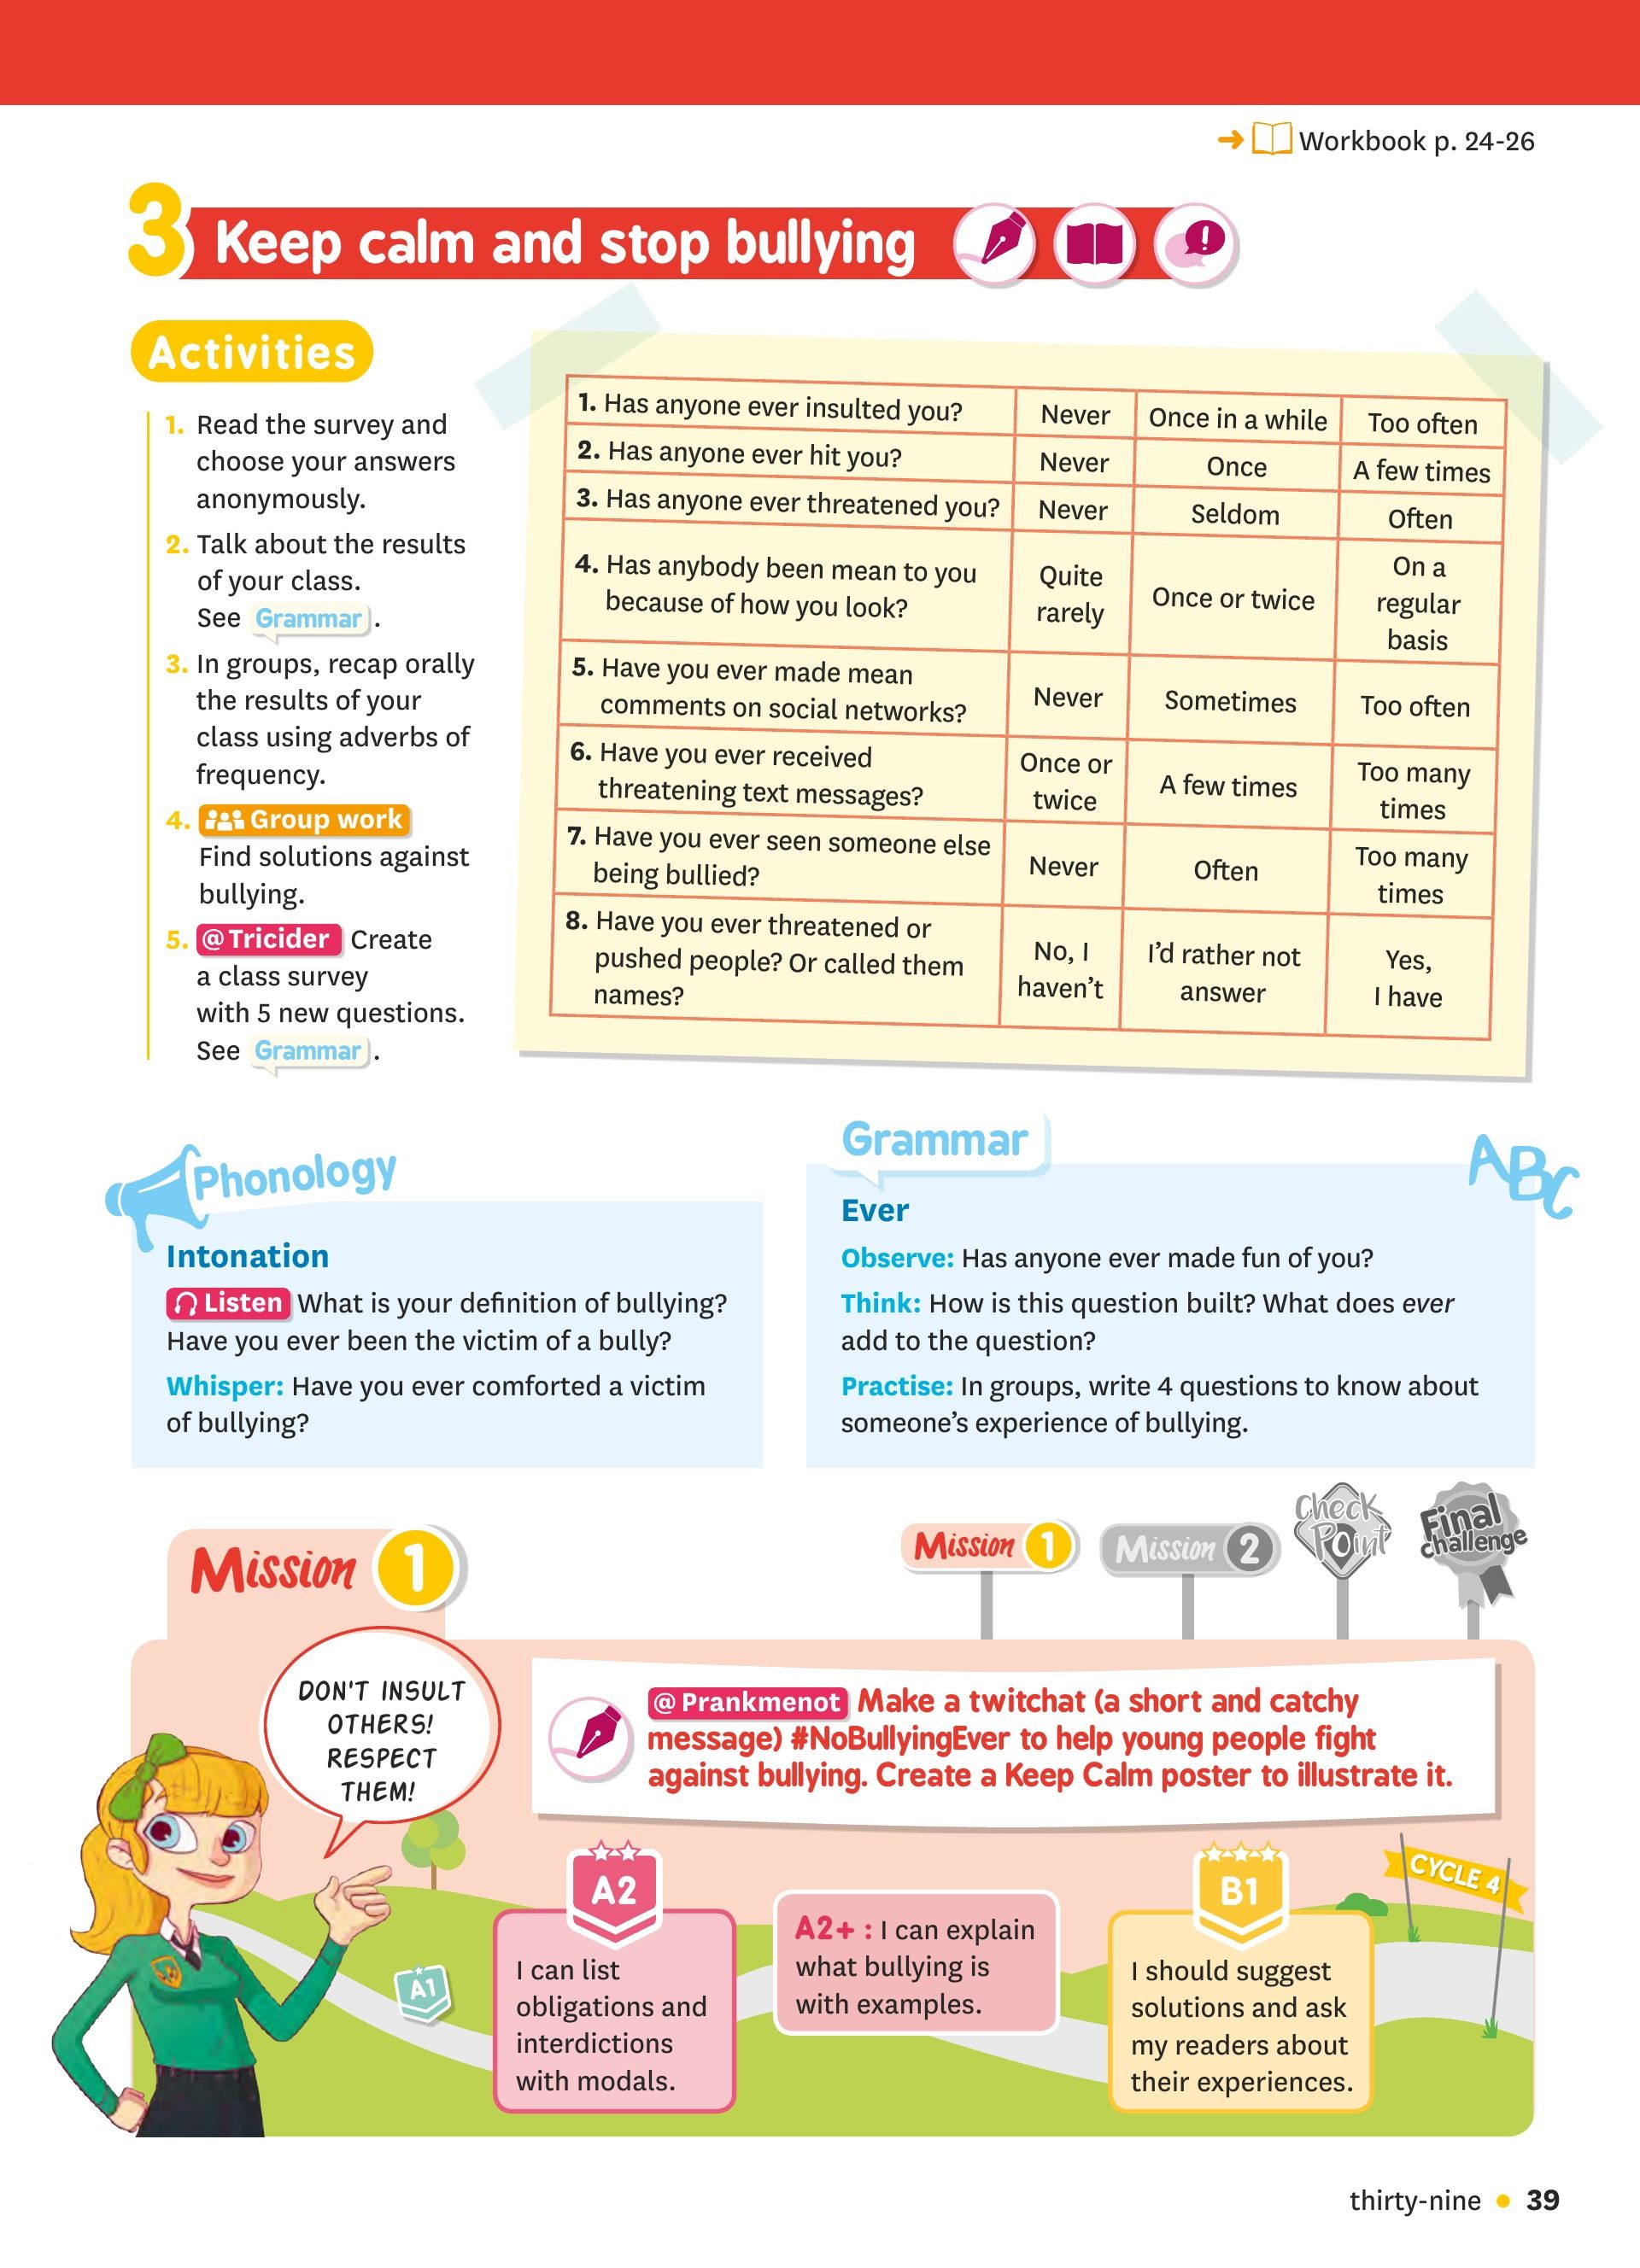 Workbook p. 24-26
3 Keep calm and stop bullying
Activities
1. Read the survey and
choose your answers
anonymously.
2. Talk about the results
of your class.
See Grammar .
3. In groups, recap orally
the results of your
class using adverbs of
frequency.
4. Group work
Find solutions against
bullying.
5. @ Tricider Create
a class survey
with 5 new questions.
See Grammar .
1. Has anyone ever insulted you? Never Once in a while Too often
2. Has anyone ever hit you? Never Once A few times
3. Has anyone ever threatened you? Never Seldom Often
4. Has anybody been mean to you
because of how you look?
Quite
rarely
Once or twice
On a
regular
basis
5. Have you ever made mean
comments on social networks?
Never
Sometimes
Too often
6. Have you ever received
threatening text messages?
Once or
twice
A few times
Too many
times
7. Have you ever seen someone else
being bullied?
Never
Often
Too many
times
8. Have you ever threatened or
pushed people? Or called them
names?
No, I
haven't
I'd rather not
answer
Yes,
I have
Phonology
Intonation
Listen What is your definition of bullying?
Have you ever been the victim of a bully?
Whisper: Have you ever comforted a victim
of bullying?
Grammar
ABC
Ever
Observe: Has anyone ever made fun of you?
Think: How is this question built? What does ever
add to the question?
Practise: In groups, write 4 questions to know about
someone's experience of bullying.
Mission 1
Mission 1
Mission 2
Check
Point
Final
challenge
DON'T INSULT
OTHERS!
RESPECT
THEM!
@ Prankmenot Make a twitchat (a short and catchy
message) #NoBullyingEver to help young people fight
against bullying. Create a Keep Calm poster to illustrate it.
A1
A2
I can list
obligations and
interdictions
with modals.
A2+ : I can explain
what bullying is
with examples.
B1
I should suggest
solutions and ask
my readers about
their experiences.
CYCLE 4
thirty-nine • 39